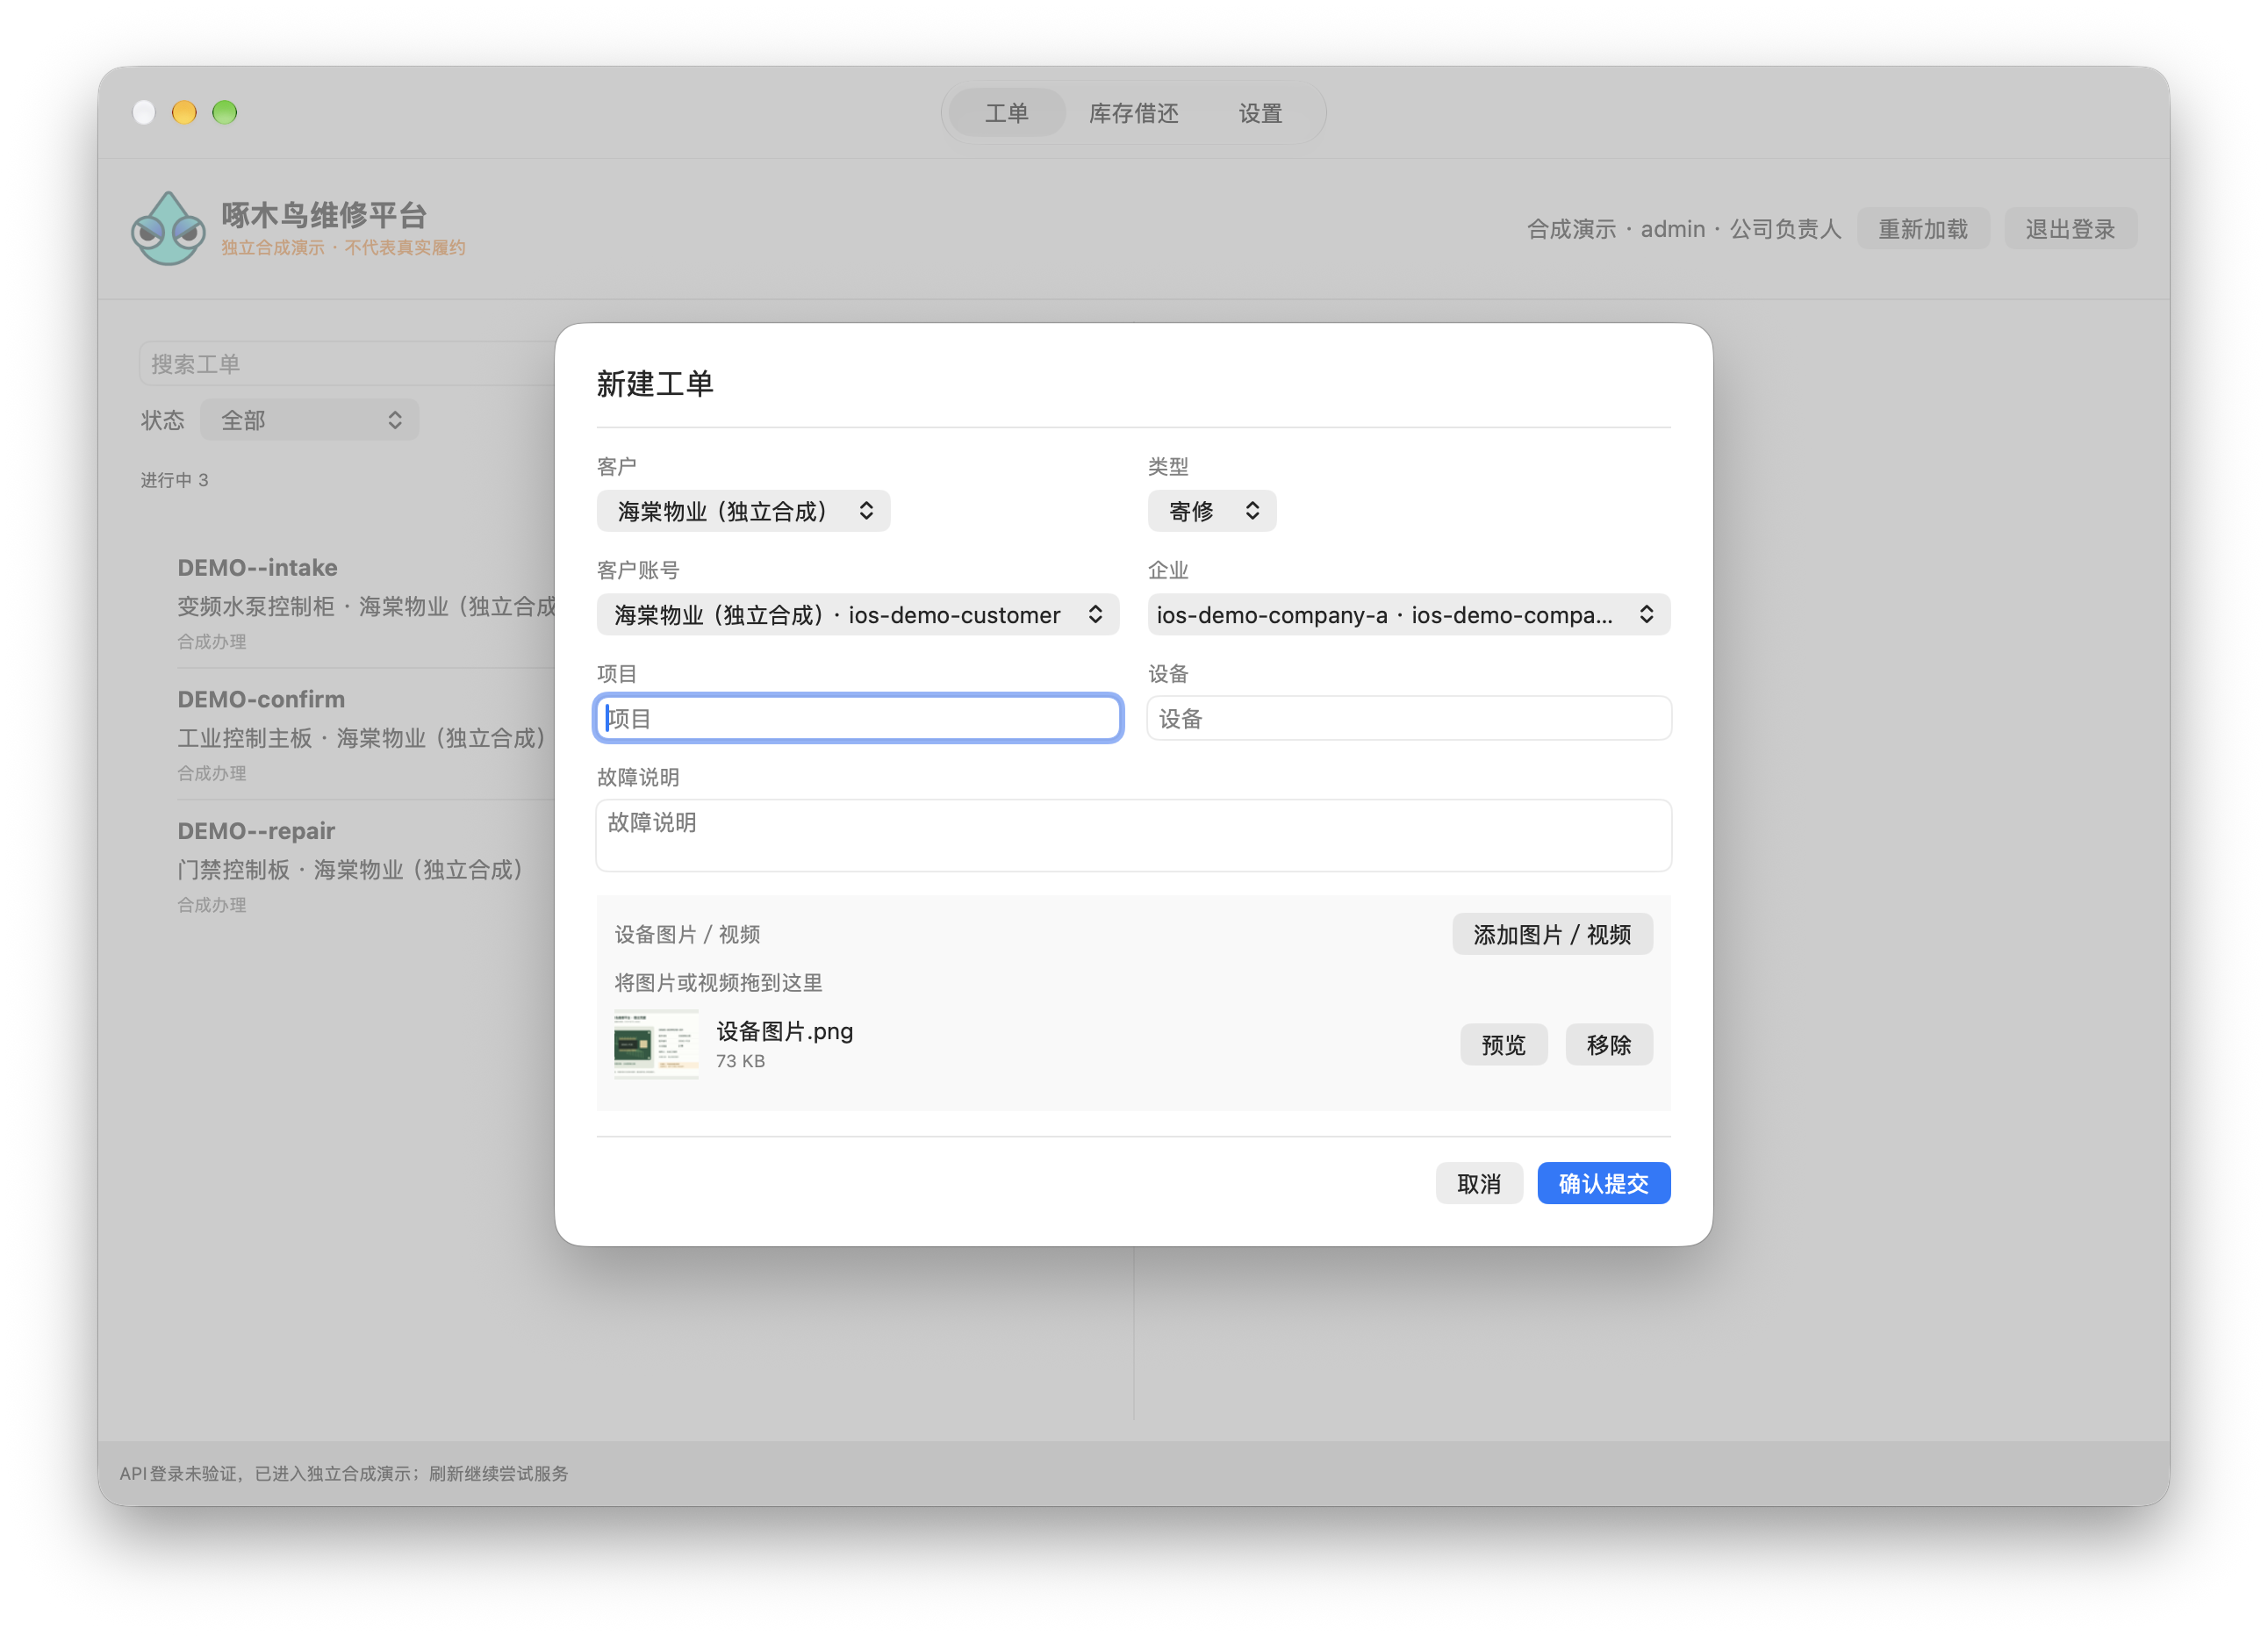 工单 库存借还 设置
啄木鸟维修平台
独立合成演示 · 不代表真实履约
合成演示 · admin · 公司负责人 重新加载 退出登录
搜索工单
状态 全部
进行中 3
DEMO--intake
变频水泵控制柜 · 海棠物业（独立合成
合成办理
DEMO-confirm
工业控制主板 · 海棠物业（独立合成）
合成办理
DEMO--repair
门禁控制板 · 海棠物业（独立合成）
合成办理
新建工单
客户 类型
海棠物业（独立合成） 寄修
客户账号 企业
海棠物业（独立合成）· ios-demo-customer ios-demo-company-a · ios-demo-compa...
项目 设备
项目 设备
故障说明
故障说明
设备图片 / 视频 添加图片 / 视频
将图片或视频拖到这里
设备图片.png 预览 移除
73 KB
取消 确认提交
API 登录未验证，已进入独立合成演示；刷新继续尝试服务